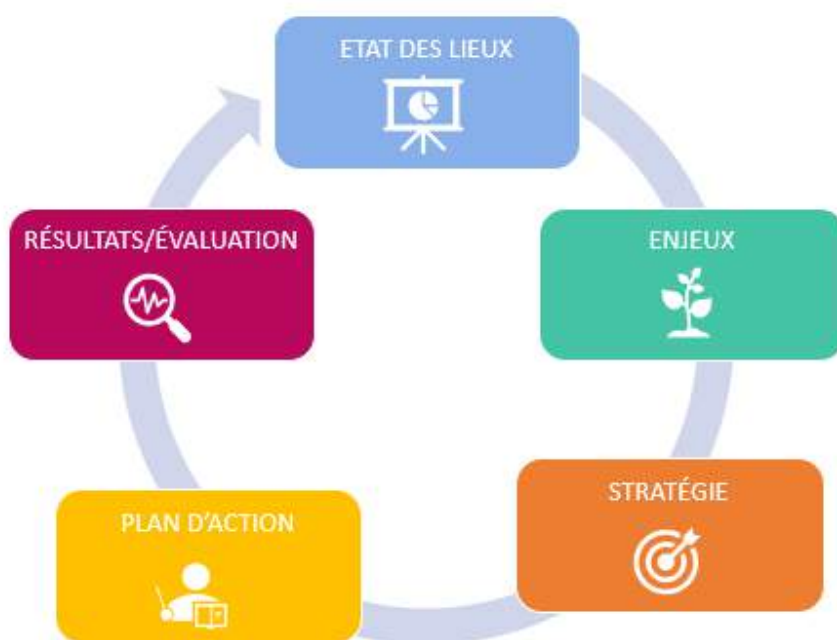 ETAT DES LIEUX
ENJEUX
STRATÉGIE
PLAN D'ACTION
RÉSULTATS/ÉVALUATION